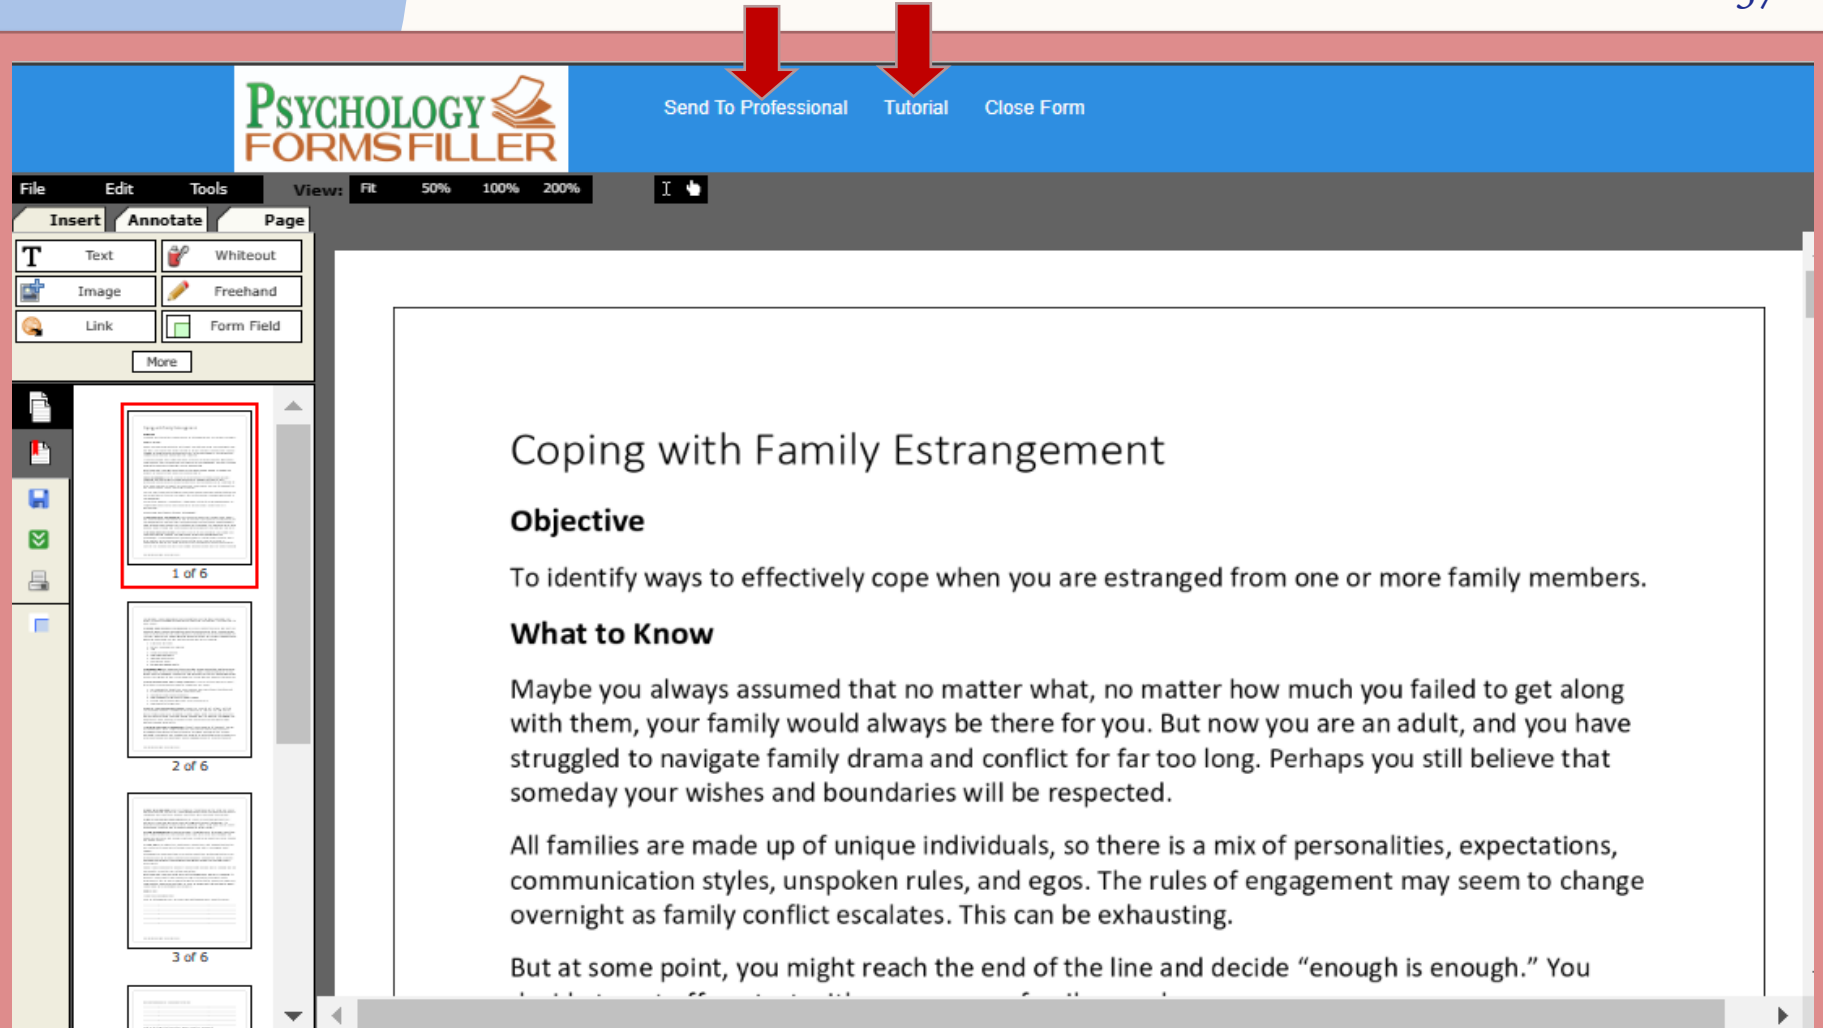 PSYCHOLOGY
FORMS FILLER
Send To Professional Tutorial Close Form
File Edit Tools View: Fit 50% 100% 200%
Insert Annotate Page
T Text Whiteout
Image Freehand
Link Form Field
More
1 of 6
2 of 6
3 of 6
Coping with Family Estrangement
Objective
To identify ways to effectively cope when you are estranged from one or more family members.
What to Know
Maybe you always assumed that no matter what, no matter how much you failed to get along
with them, your family would always be there for you. But now you are an adult, and you have
struggled to navigate family drama and conflict for far too long. Perhaps you still believe that
someday your wishes and boundaries will be respected.
All families are made up of unique individuals, so there is a mix of personalities, expectations,
communication styles, unspoken rules, and egos. The rules of engagement may seem to change
overnight as family conflict escalates. This can be exhausting.
But at some point, you might reach the end of the line and decide “enough is enough.” You